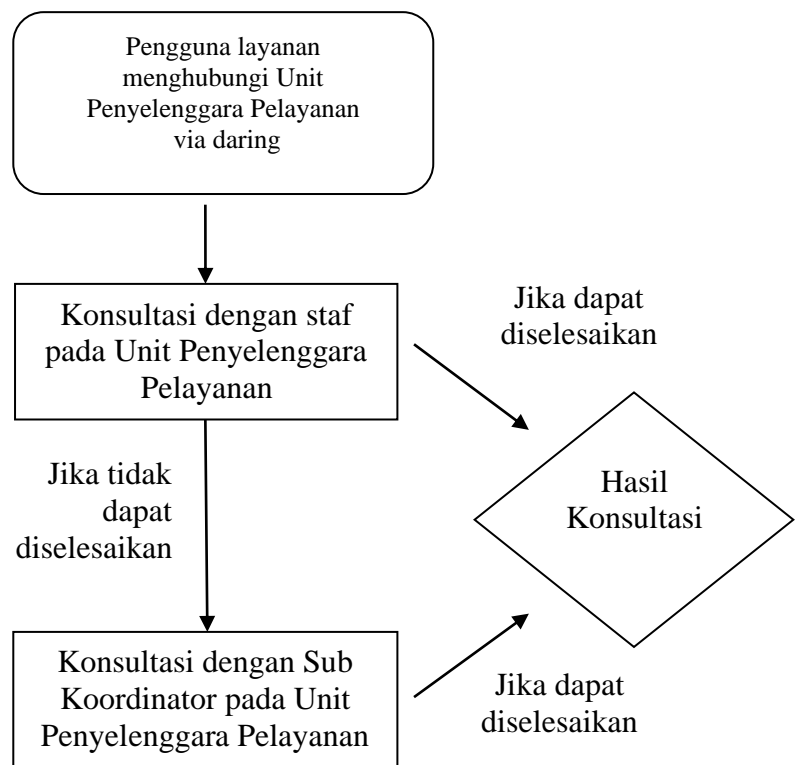 Pengguna layanan
menghubungi Unit
Penyelenggara Pelayanan
via daring
Konsultasi dengan staf
pada Unit Penyelenggara
Pelayanan
Jika dapat
diselesaikan
Jika tidak
dapat
diselesaikan
Hasil
Konsultasi
Konsultasi dengan Sub
Koordinator pada Unit
Penyelenggara Pelayanan
Jika dapat
diselesaikan